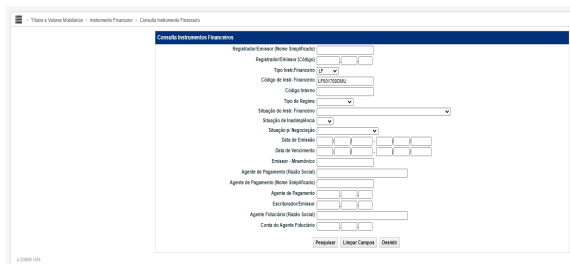 › Títulos e Valores Mobiliários › Instrumento Financeiro › Consulta Instrumento Financeiro
Consulta Instrumentos Financeiros
Registrador/Emissor (Nome Simplificado)
Registrador/Emissor (Código)
Tipo Instr.Financeiro LF
Código de Instr. Financeiro LF001700DMU
Código Interno
Tipo de Regime
Situação do Instr. Financeiro
Situação de Inadimplência
Situação p/ Negociação
Data de Emissão
Data de Vencimento
Emissor - Mnemônico
Agente de Pagamento (Razão Social)
Agente de Pagamento (Nome Simplificado)
Agente de Pagamento
Escriturador/Emissor
Agente Fiduciário (Razão Social)
Conta do Agente Fiduciário
Pesquisar Limpar Campos Desistir